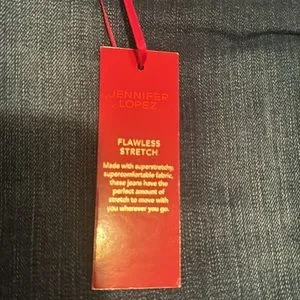 JENNIFER
LOPEZ
FLAWLESS
STRETCH
Made with superstretchy,
supercomfortable fabric,
these jeans have the
perfect amount of
stretch to move with
you wherever you go.